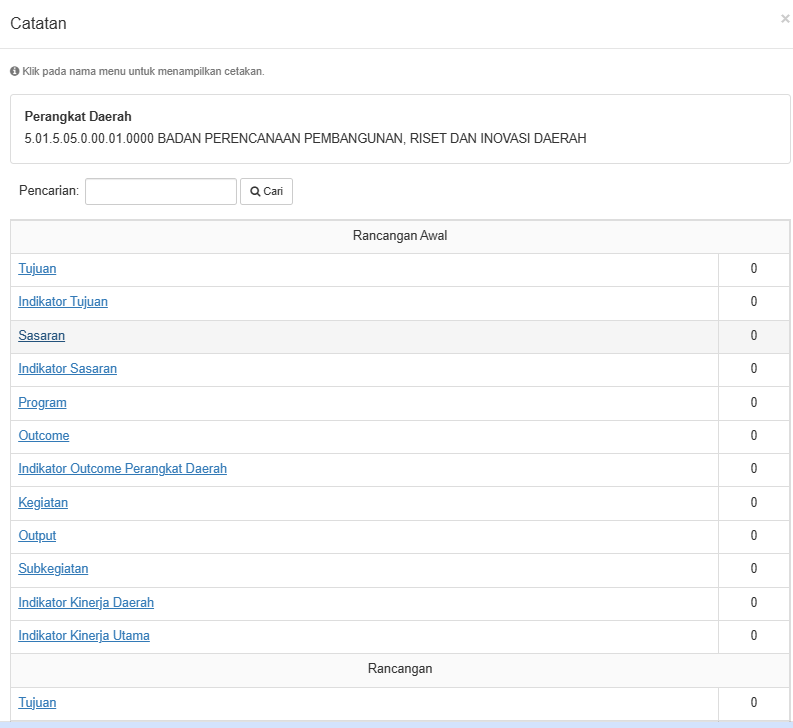 Catatan
×
Klik pada nama menu untuk menampilkan cetakan.
Perangkat Daerah
5.01.5.05.0.00.01.0000 BADAN PERENCANAAN PEMBANGUNAN, RISET DAN INOVASI DAERAH
Pencarian: Cari
Rancangan Awal
Tujuan 0
Indikator Tujuan 0
Sasaran 0
Indikator Sasaran 0
Program 0
Outcome 0
Indikator Outcome Perangkat Daerah 0
Kegiatan 0
Output 0
Subkegiatan 0
Indikator Kinerja Daerah 0
Indikator Kinerja Utama 0
Rancangan
Tujuan 0